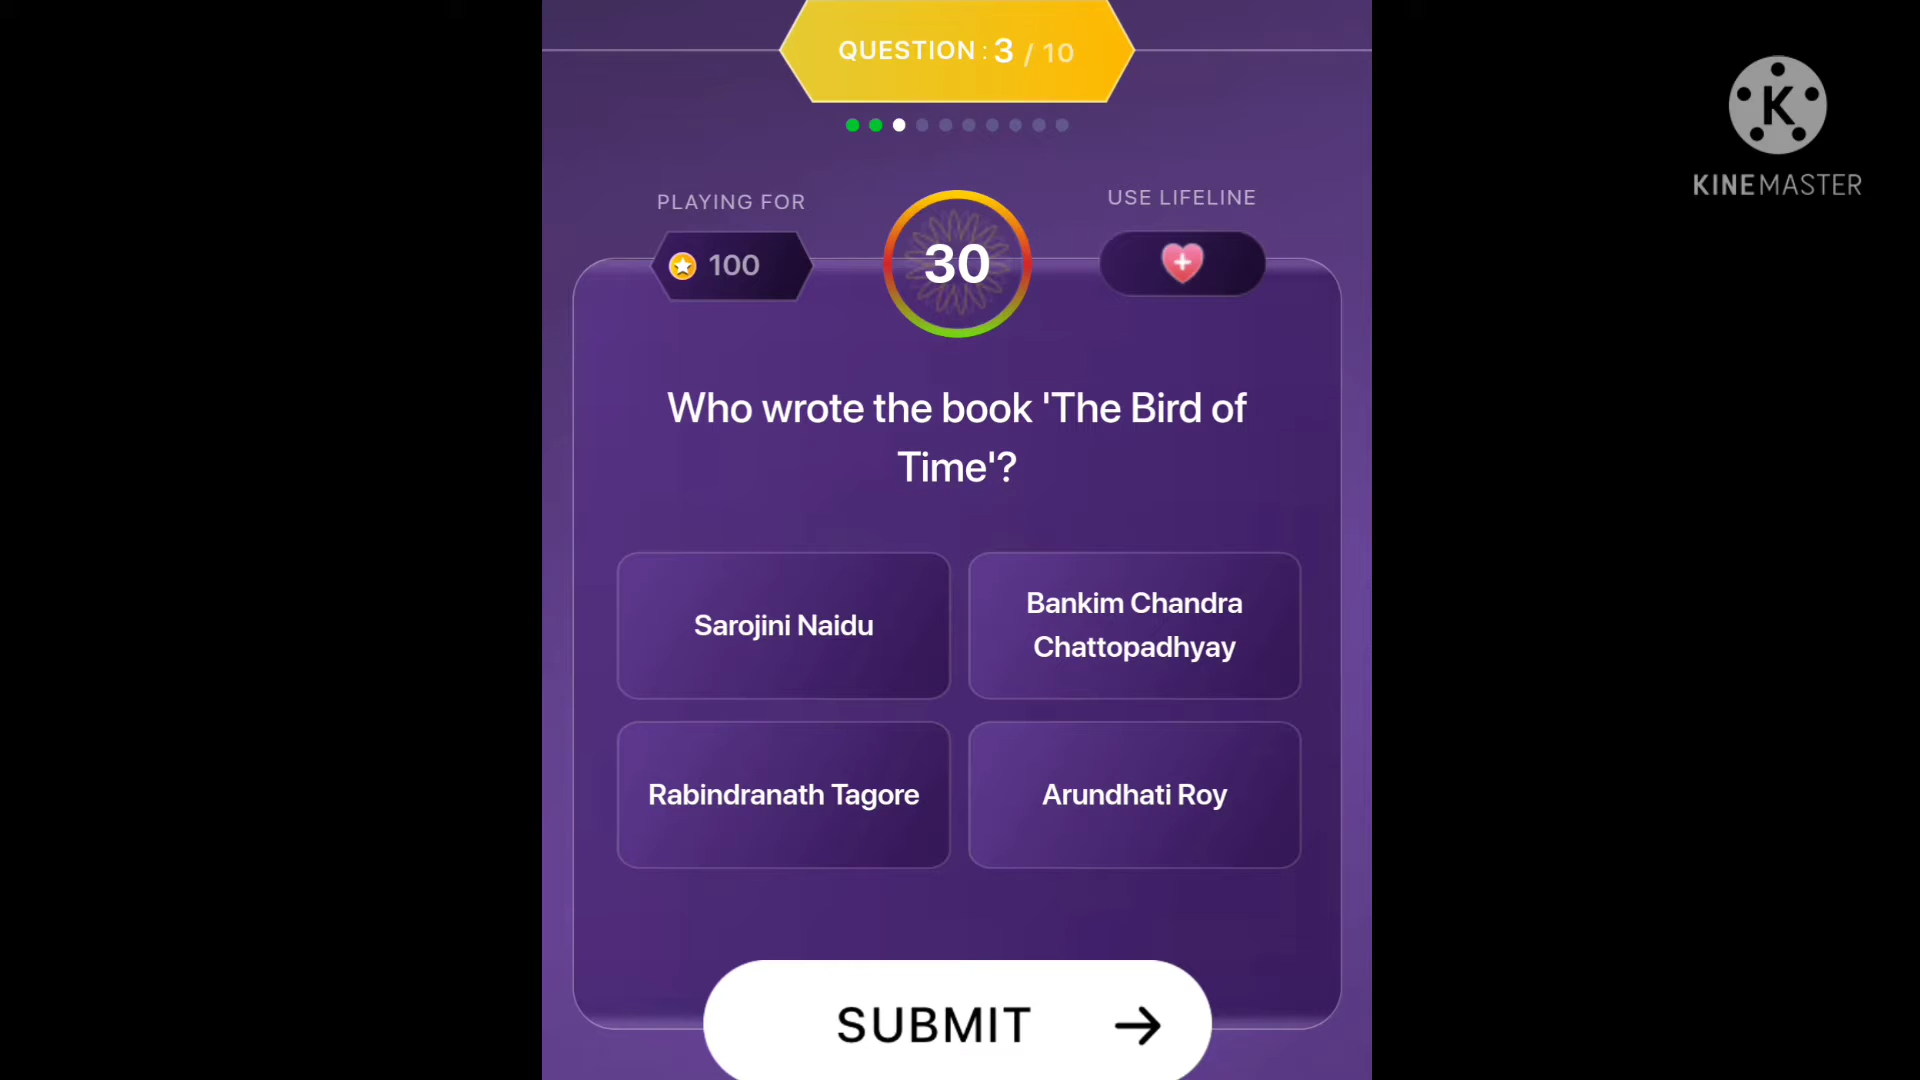 QUESTION : 3 / 10
PLAYING FOR
USE LIFELINE
100
30
Who wrote the book 'The Bird of
Time'?
Sarojini Naidu
Bankim Chandra
Chattopadhyay
Rabindranath Tagore
Arundhati Roy
SUBMIT
K
KINEMASTER